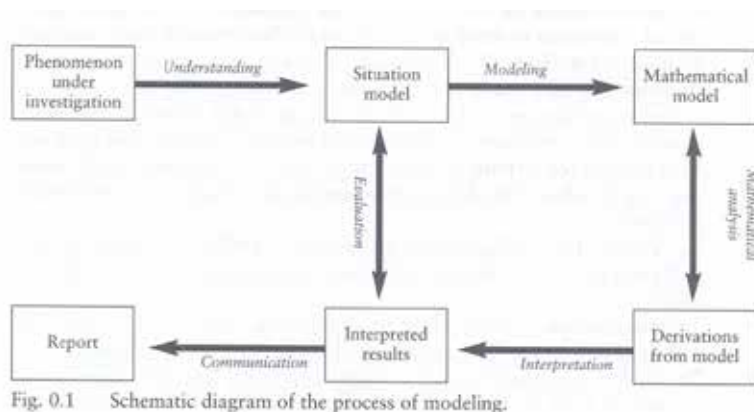 Phenomenon
under
investigation
Understanding
Situation
model
Modeling
Mathematical
model
Evaluation
Mathematical
analysis
Report
Communication
Interpreted
results
Interpretation
Derivations
from model
Fig. 0.1 Schematic diagram of the process of modeling.